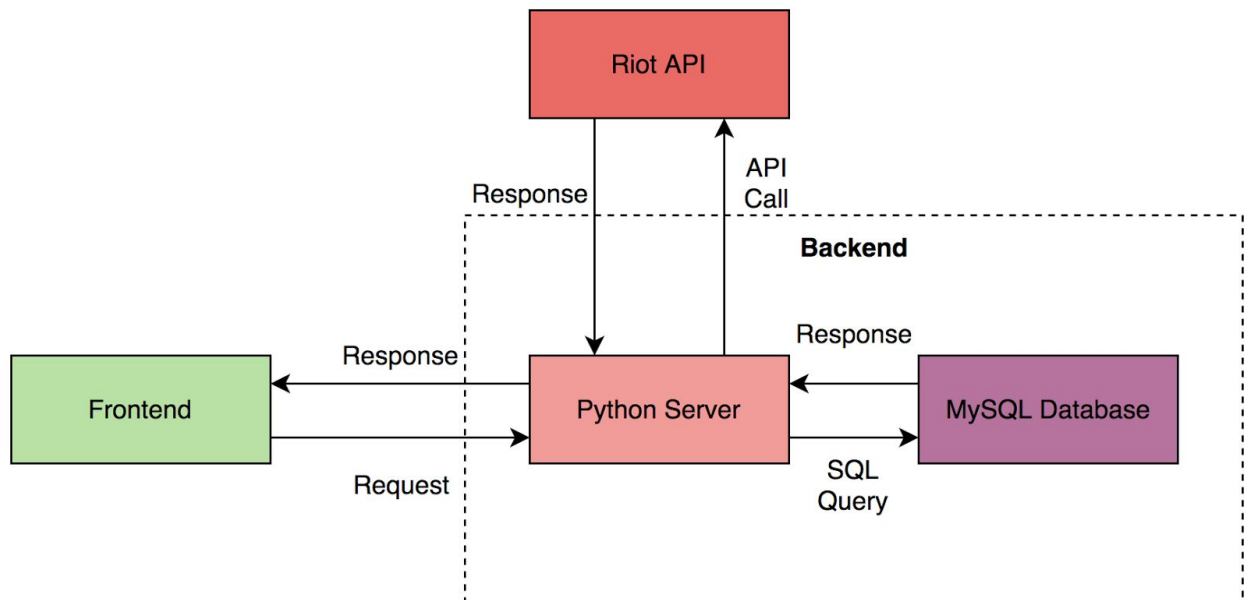 Riot API
Response
API
Call
Backend
Response
Response
Frontend
Python Server
MySQL Database
Request
SQL
Query